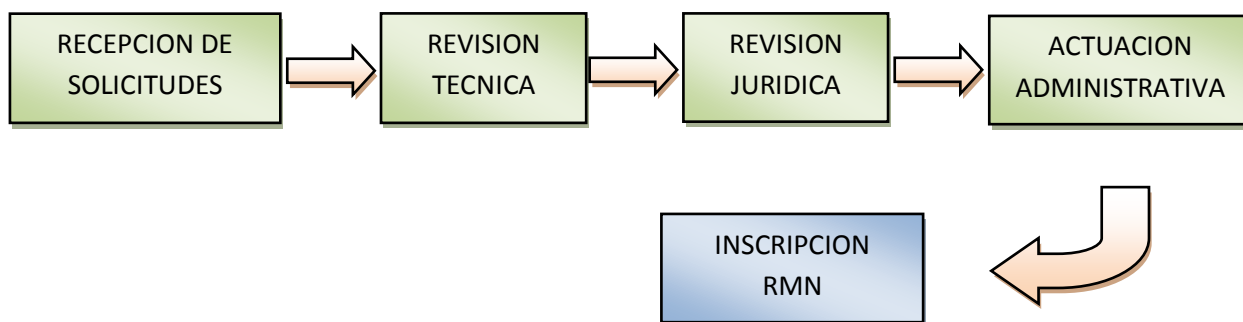 RECEPCION DE
SOLICITUDES
REVISION
TECNICA
REVISION
JURIDICA
ACTUACION
ADMINISTRATIVA
INSCRIPCION
RMN